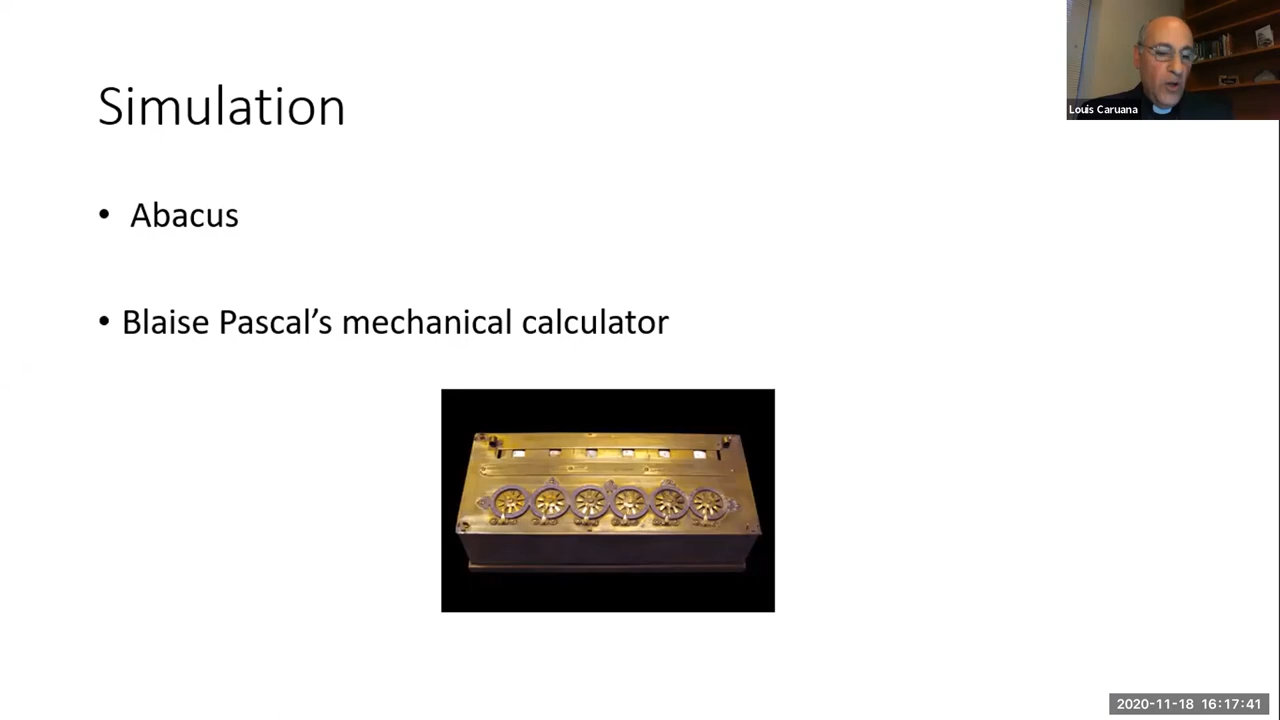 Simulation
Louis Caruana
• Abacus
• Blaise Pascal’s mechanical calculator
2020-11-18 16:17:41